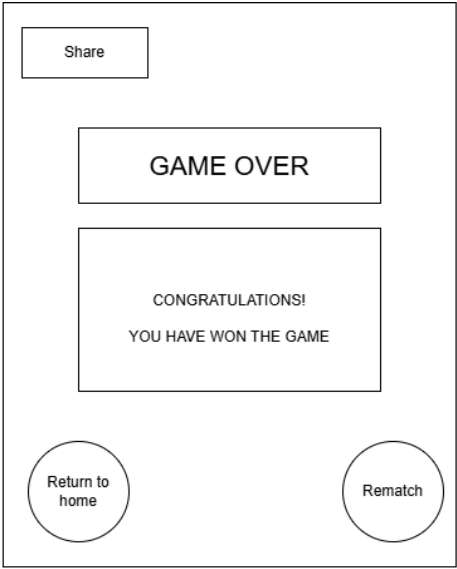 Share
GAME OVER
CONGRATULATIONS!
YOU HAVE WON THE GAME
Return to
home
Rematch